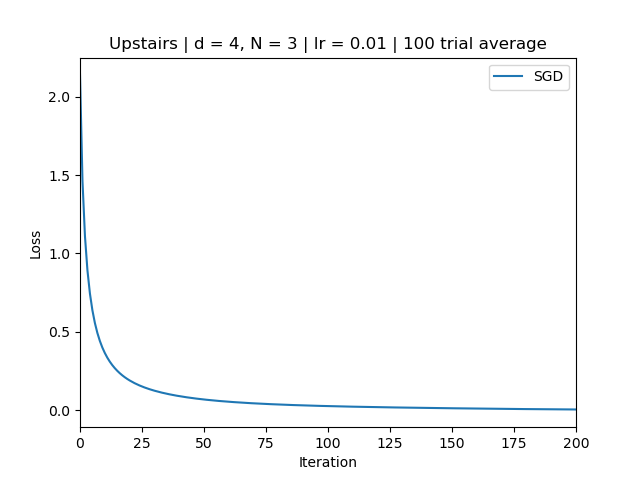 Upstairs | d = 4, N = 3 | lr = 0.01 | 100 trial average
SGD
2.0
1.5
1.0
0.5
0.0
Loss
0 25 50 75 100 125 150 175 200
Iteration